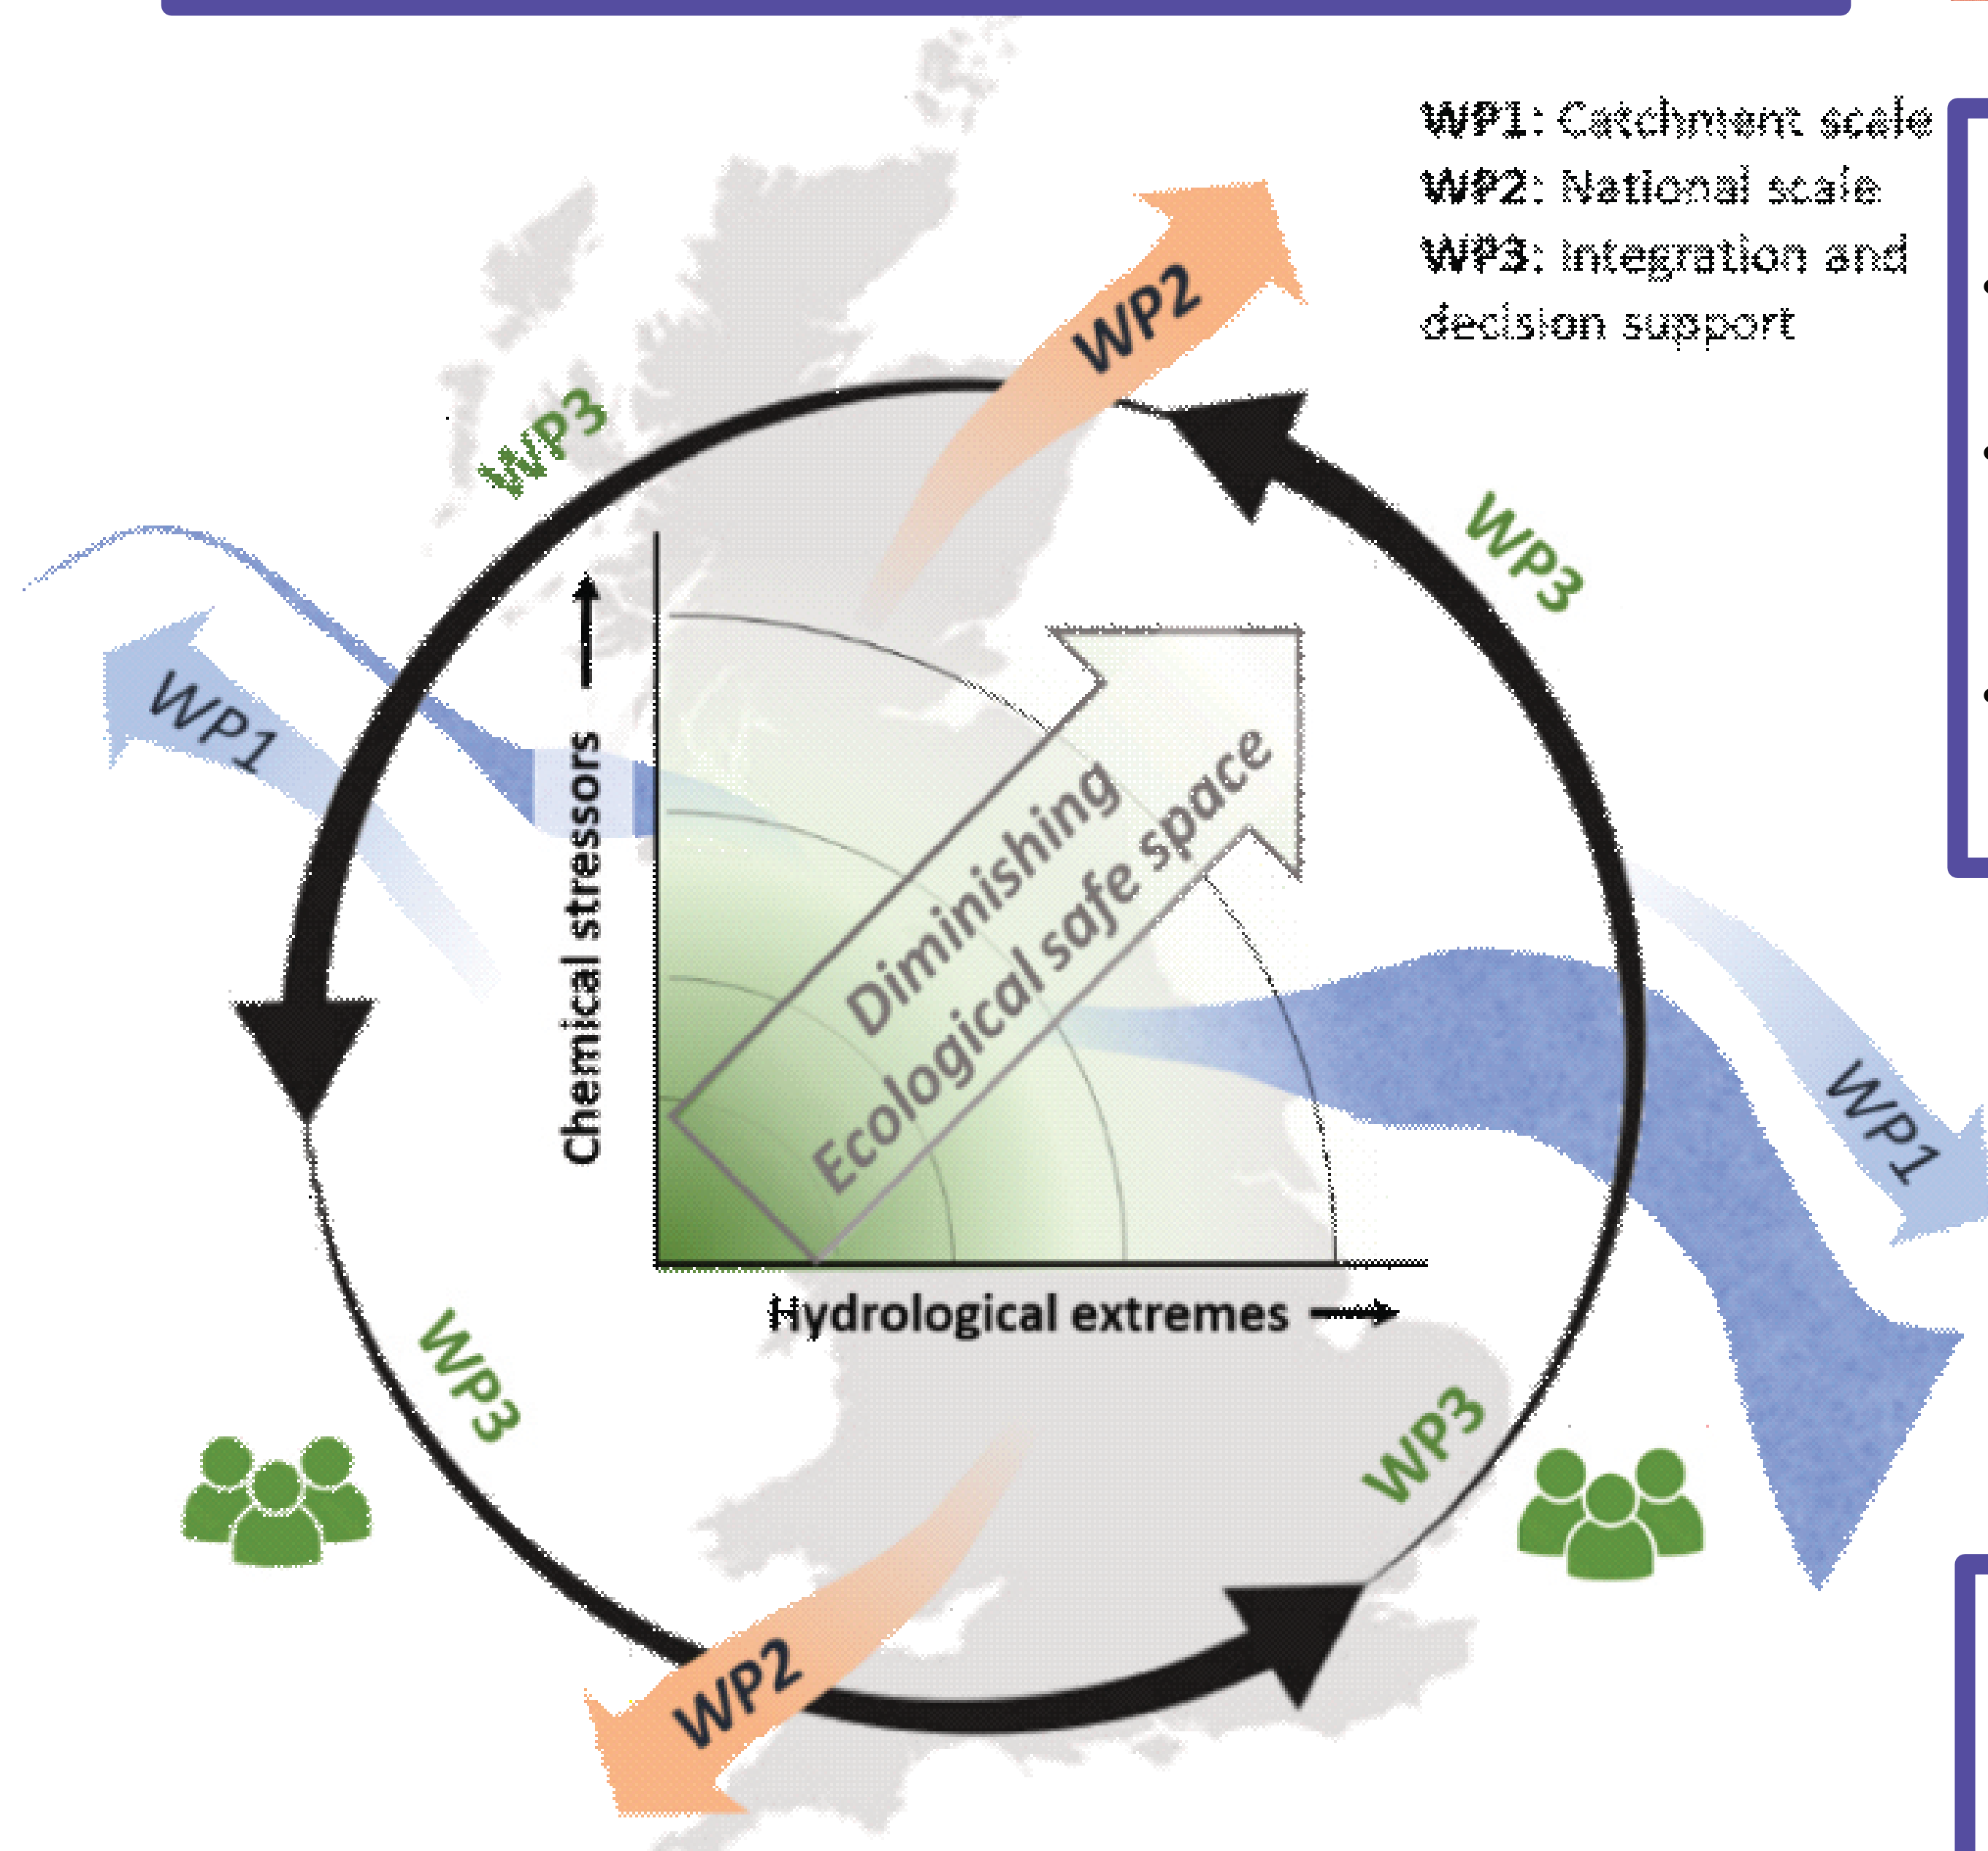 WP1: Catchment scale
WP2: National scale
WP3: Integration and
decision support
WP2
WP3
WP3
WP1
Chemical stressors
Diminishing
Ecological safe space
WP1
Hydrological extremes
WP3
WP3
WP2